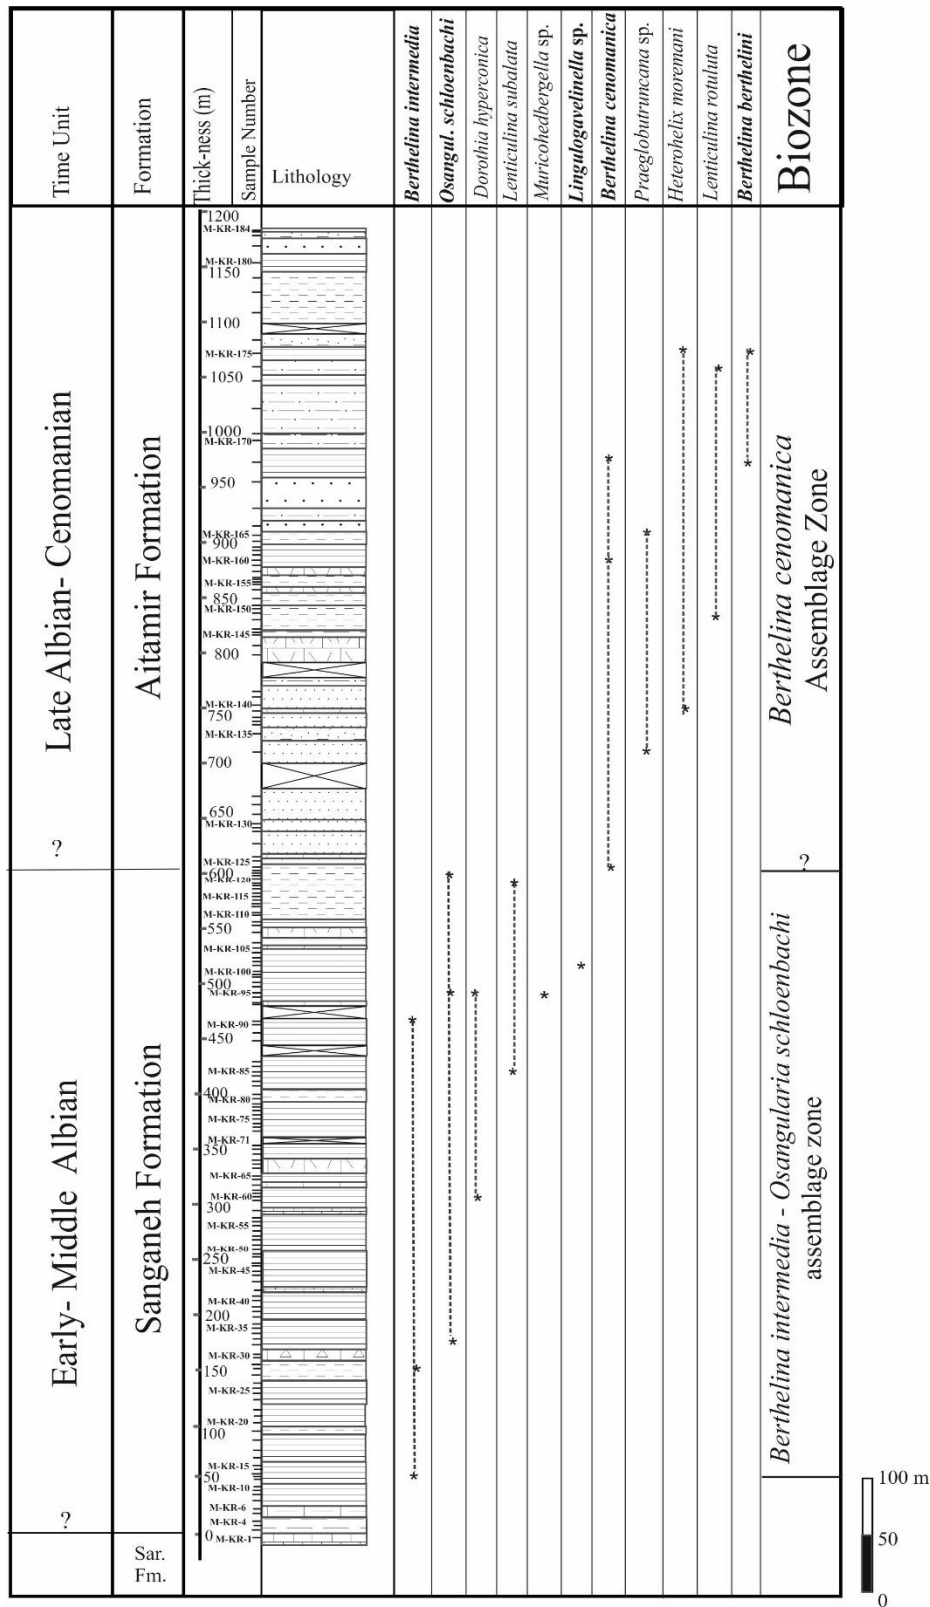 Time Unit
Formation
Thick-ness (m)
Sample Number
Lithology
Berthelina intermedia
Osangul. schloenbachi
Dorothia hyperconica
Lenticulina subalata
Muricohedbergella sp.
Lingulogavelinella sp.
Berthelina cenomanica
Praeglobutruncana sp.
Heterohelix moremani
Lenticulina rotuluta
Berthelina berthelini
Biozone
1200
M-KR-184
M-KR-180
1150
1100
M-KR-175
1050
1000
M-KR-170
950
M-KR-165
900
M-KR-160
M-KR-155
850
M-KR-150
M-KR-145
800
M-KR-140
750
M-KR-135
700
650
M-KR-130
M-KR-125
600
M-KR-120
M-KR-115
M-KR-110
550
M-KR-105
M-KR-100
500
M-KR-95
M-KR-90
450
M-KR-85
400
M-KR-80
M-KR-75
M-KR-71
350
M-KR-65
M-KR-60
300
M-KR-55
M-KR-50
250
M-KR-45
M-KR-40
200
M-KR-35
M-KR-30
150
M-KR-25
M-KR-20
100
M-KR-15
50
M-KR-10
M-KR-6
M-KR-4
0
M-KR-1
Late Albian- Cenomanian
?
Early- Middle Albian
?
Aitamir Formation
Sanganeh Formation
Sar.
Fm.
Berthelina cenomanica
Assemblage Zone
?
Berthelina intermedia - Osangularia schloenbachi
assemblage zone
100 m
50
0